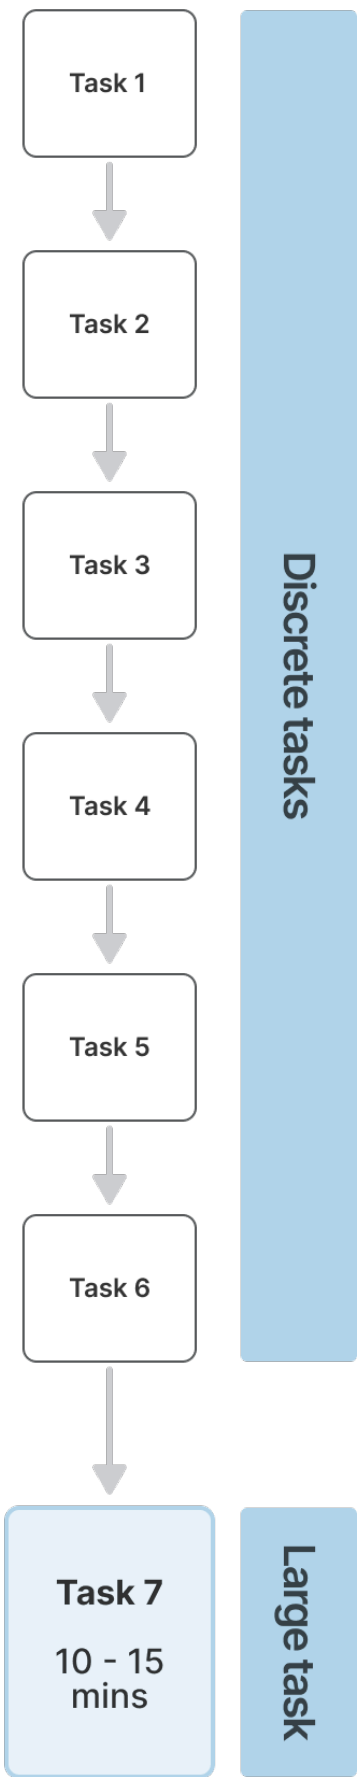 Task 1
Task 2
Task 3
Task 4
Task 5
Task 6
Discrete tasks
Task 7
10 - 15
mins
Large task